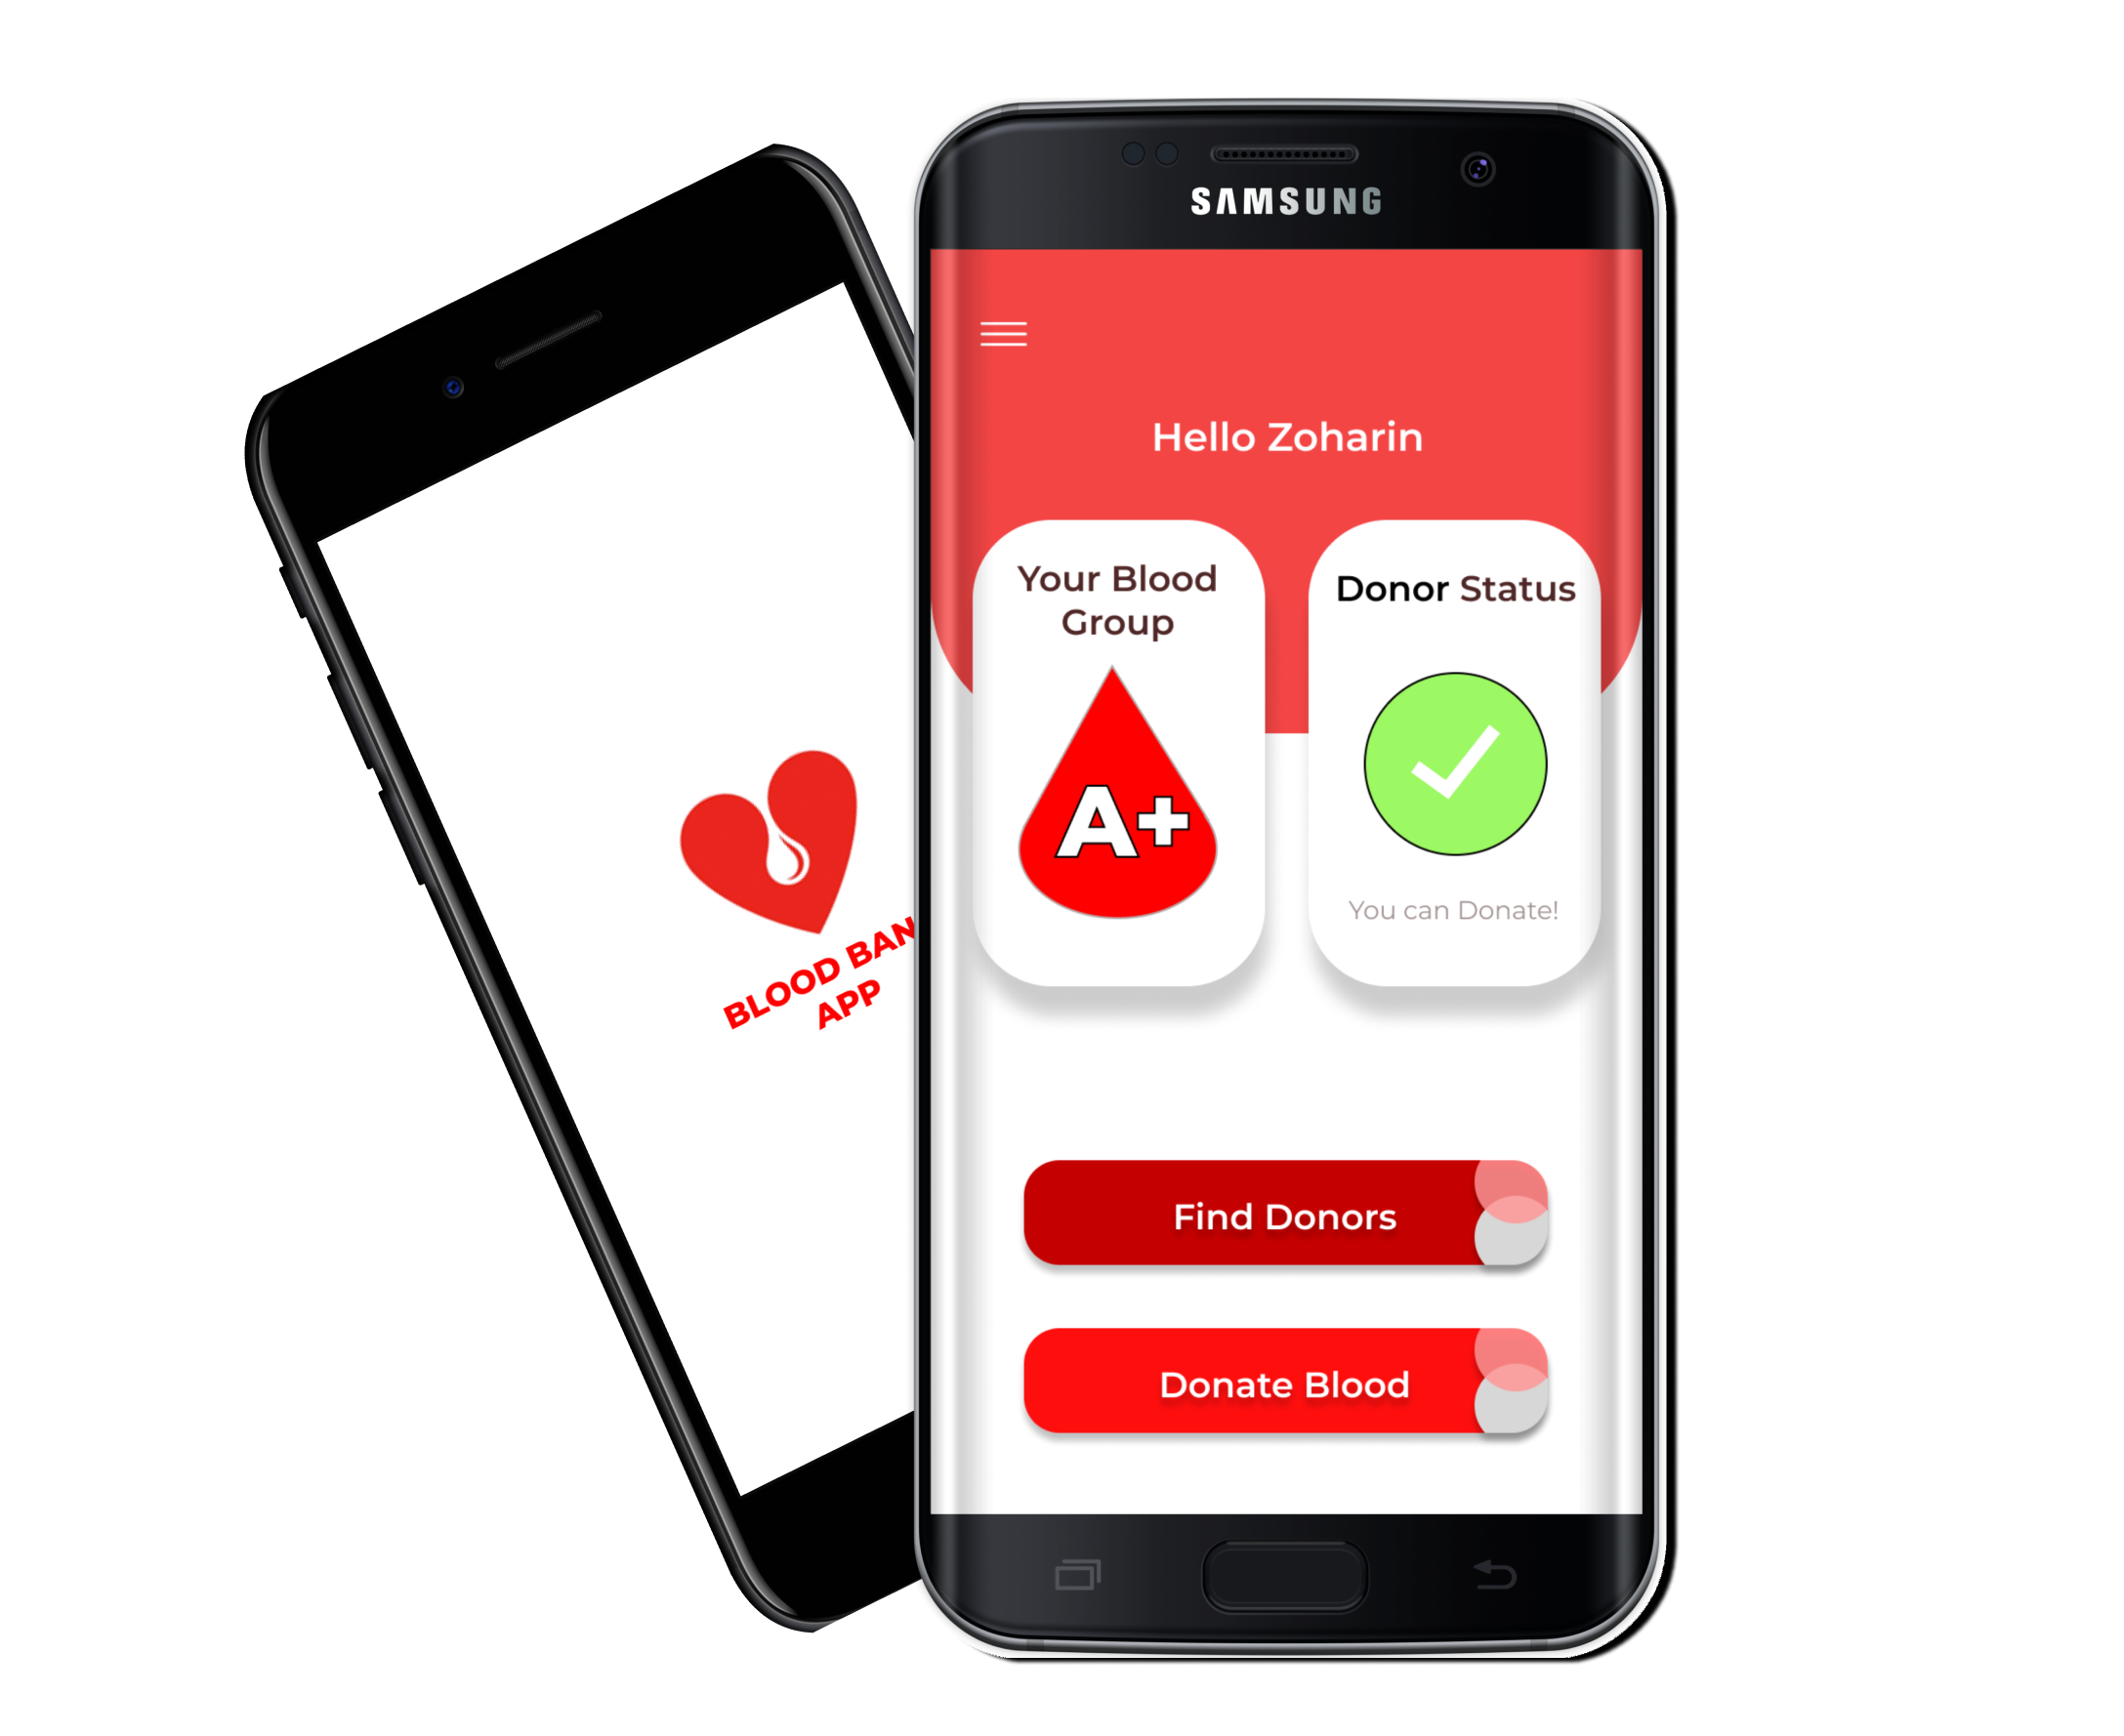 SAMSUNG
Hello Zoharin
Your Blood
Group
A+
Donor Status
You can Donate!
Find Donors
Donate Blood
BLOOD BAN
APP